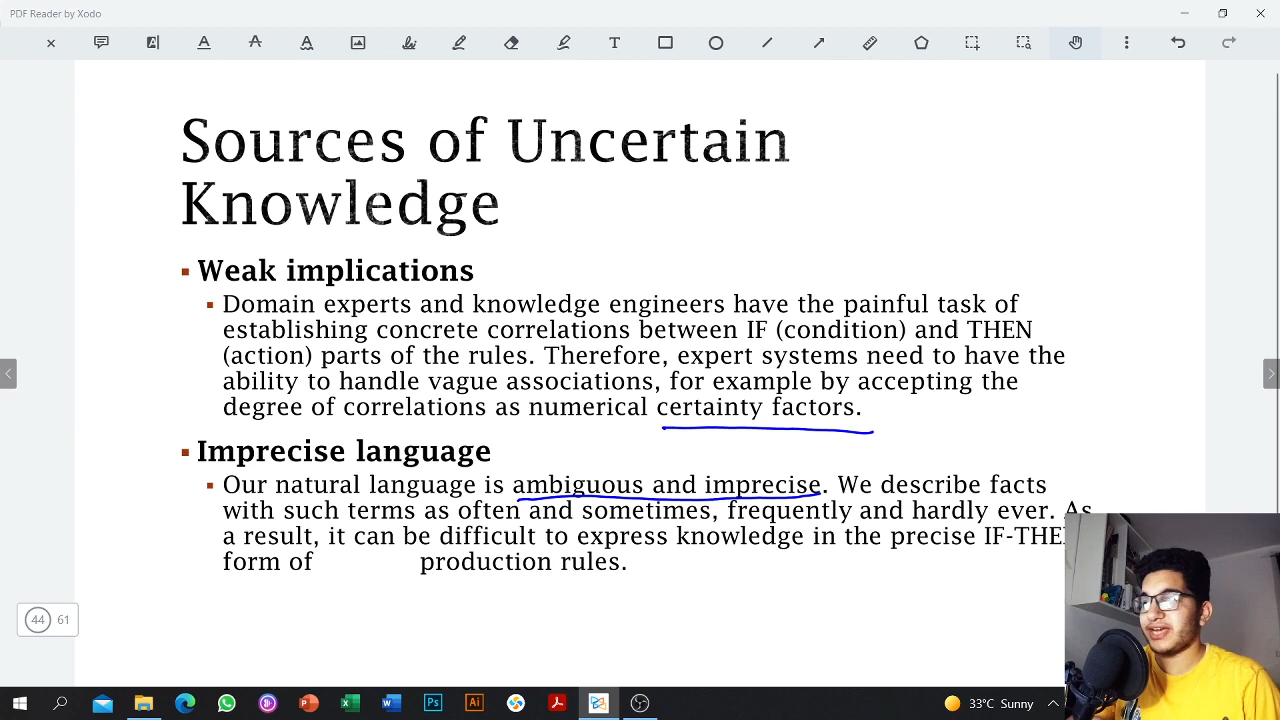 PDF Reader by Xodo
Sources of Uncertain
Knowledge
Weak implications
Domain experts and knowledge engineers have the painful task of
establishing concrete correlations between IF (condition) and THEN
(action) parts of the rules. Therefore, expert systems need to have the
ability to handle vague associations, for example by accepting the
degree of correlations as numerical certainty factors.
Imprecise language
Our natural language is ambiguous and imprecise. We describe facts
with such terms as often and sometimes, frequently and hardly ever. As
a result, it can be difficult to express knowledge in the precise IF-THE
form of production rules.
44 61
33°C Sunny